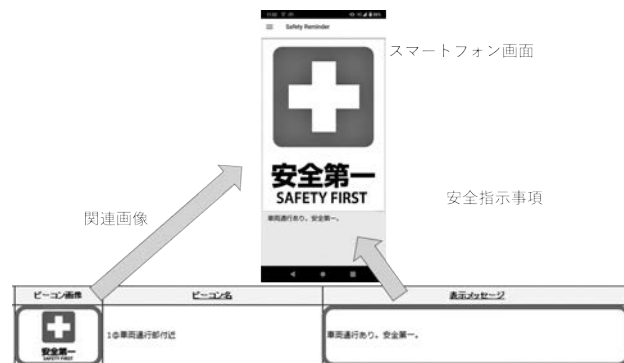 Safety Reminder
スマートフォン画面
安全第一
SAFETY FIRST
車両通行あり。安全第一。
安全指示事項
関連画像
ビーコン画像 ビーコン名 表示メッセージ
安全第一
SAFETY FIRST
1φ車両通行部付近
車両通行あり。安全第一。